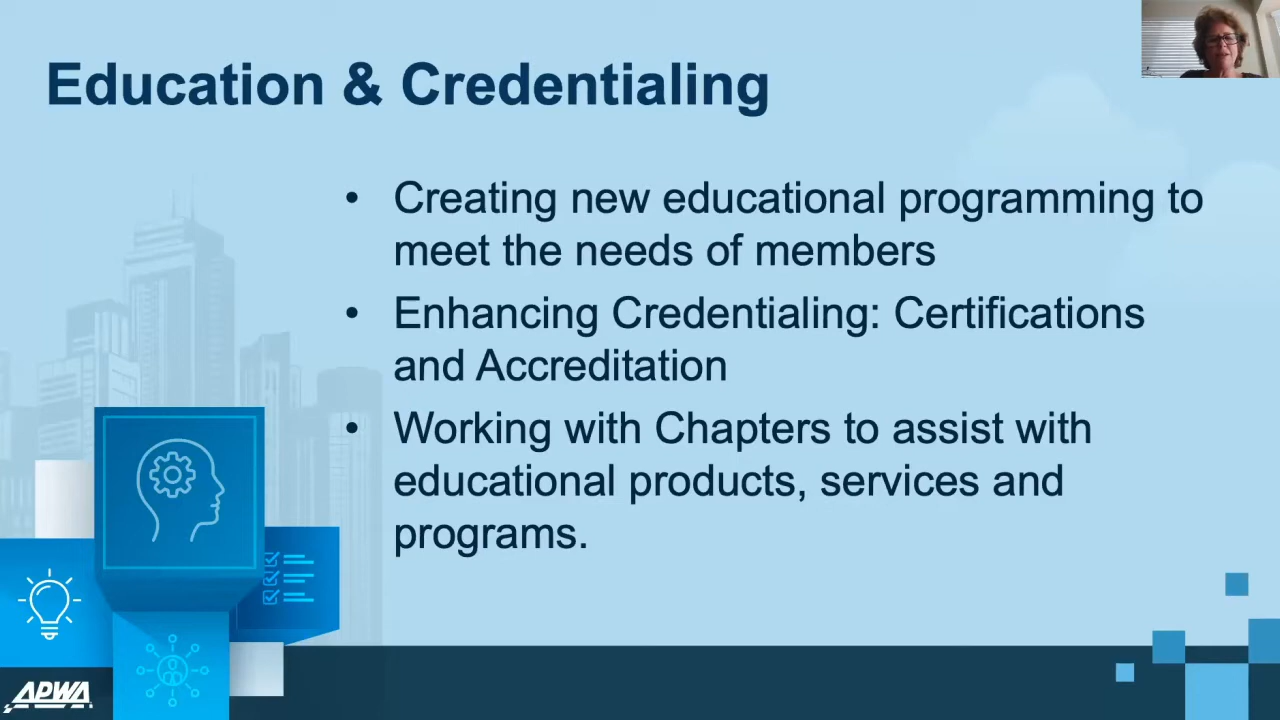 Education & Credentialing
• Creating new educational programming to
meet the needs of members
• Enhancing Credentialing: Certifications
and Accreditation
• Working with Chapters to assist with
educational products, services and
programs.
APWA